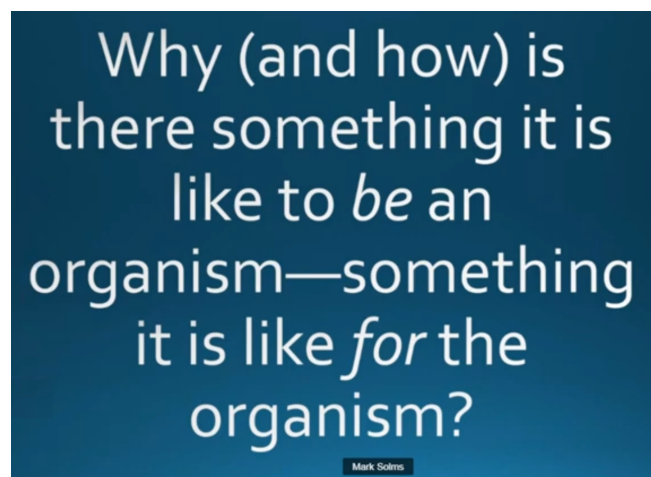 Why (and how) is
there something it is
like to be an
organism—something
it is like for the
organism?
Mark Solms